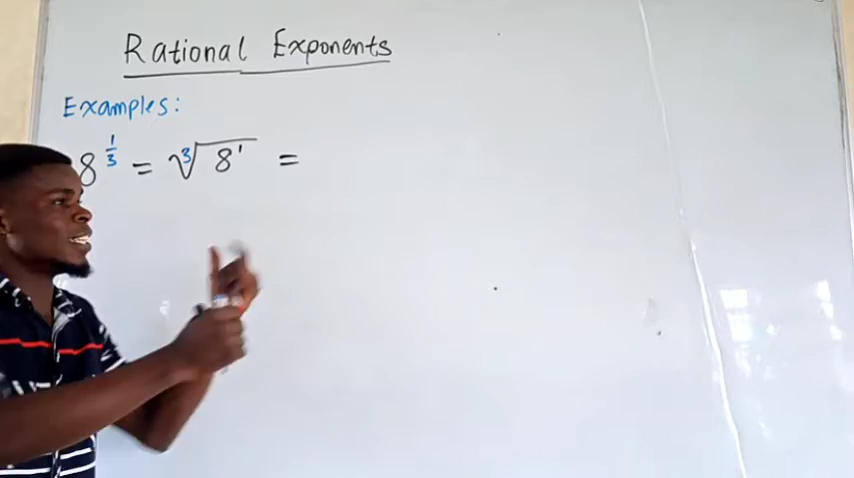 Rational Exponents
Examples:
8^{1/3} = ∛8¹ =